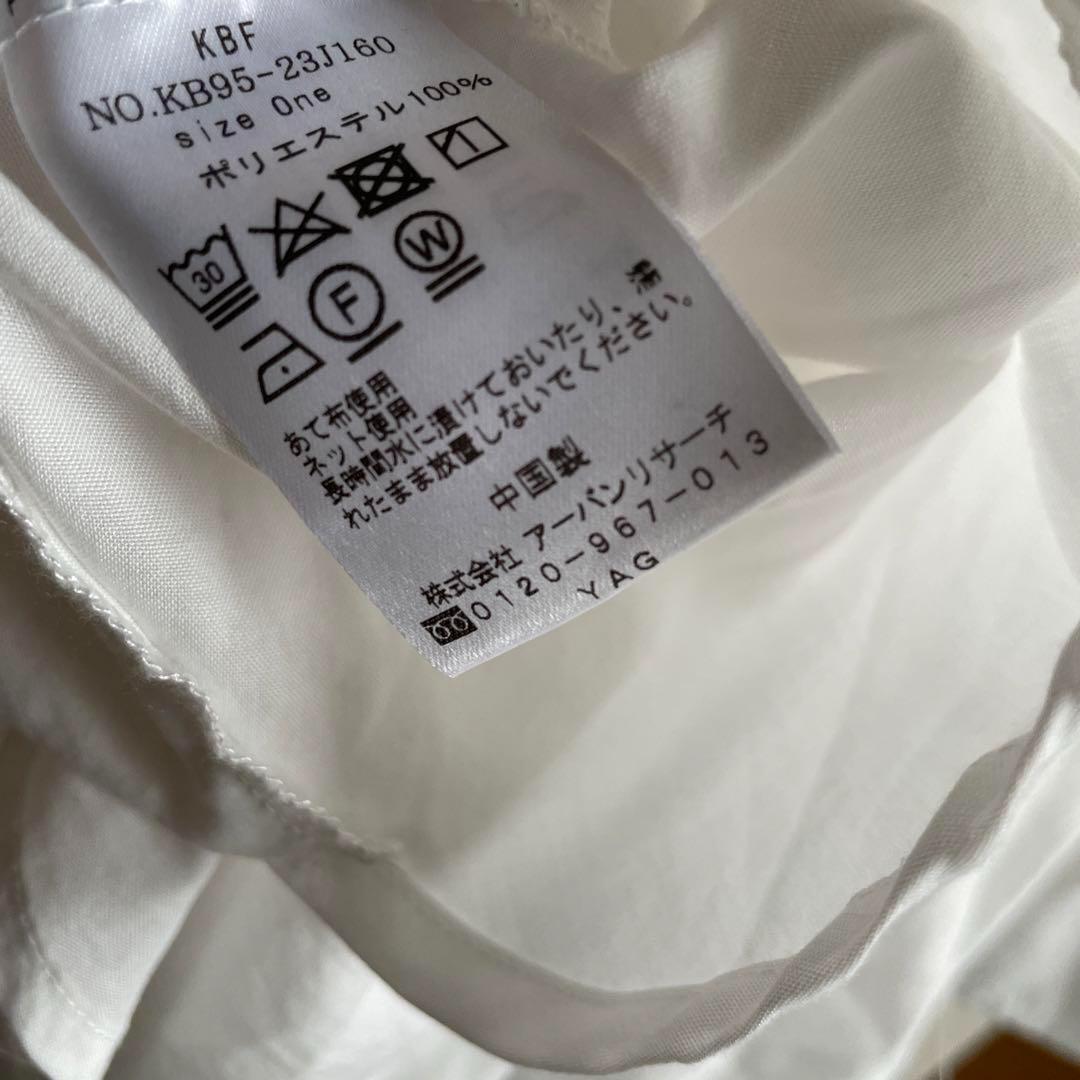 KBF
NO.KB95-23J160
size One
ポリエステル100%
30
F
W
あて布使用
ネット使用
長時間水に漬けておいたり、濡
れたまま放置しないでください。
中国製
株式会社 アーバンリサーチ
0120-967-013
YAG